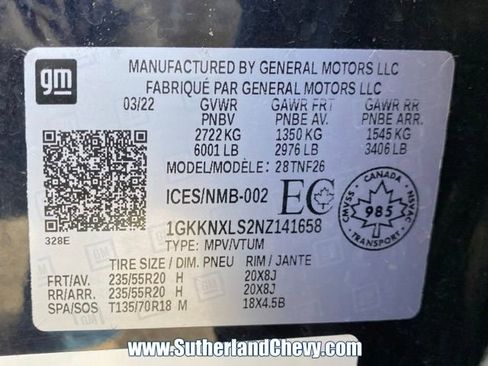 gm
MANUFACTURED BY GENERAL MOTORS LLC
FABRIQUÉ PAR GENERAL MOTORS LLC
03/22 GVWR GAWR FRT GAWR RR
PNBV PNBE AV. PNBE ARR.
2722 KG 1350 KG 1545 KG
6001 LB 2976 LB 3406 LB
MODEL/MODÈLE: 28TNF26
ICES/NMB-002 EC
1GKKNXLS2NZ141658
TYPE: MPV/VTUM
328E
CANADA
CMVSS NSVAC
985
TRANSPORT
TIRE SIZE / DIM. PNEU RIM / JANTE
FRT/AV. 235/55R20 H 20X8J
RR/ARR. 235/55R20 H 20X8J
SPA/SOS T135/70R18 M 18X4.5B
www.SutherlandChevy.com